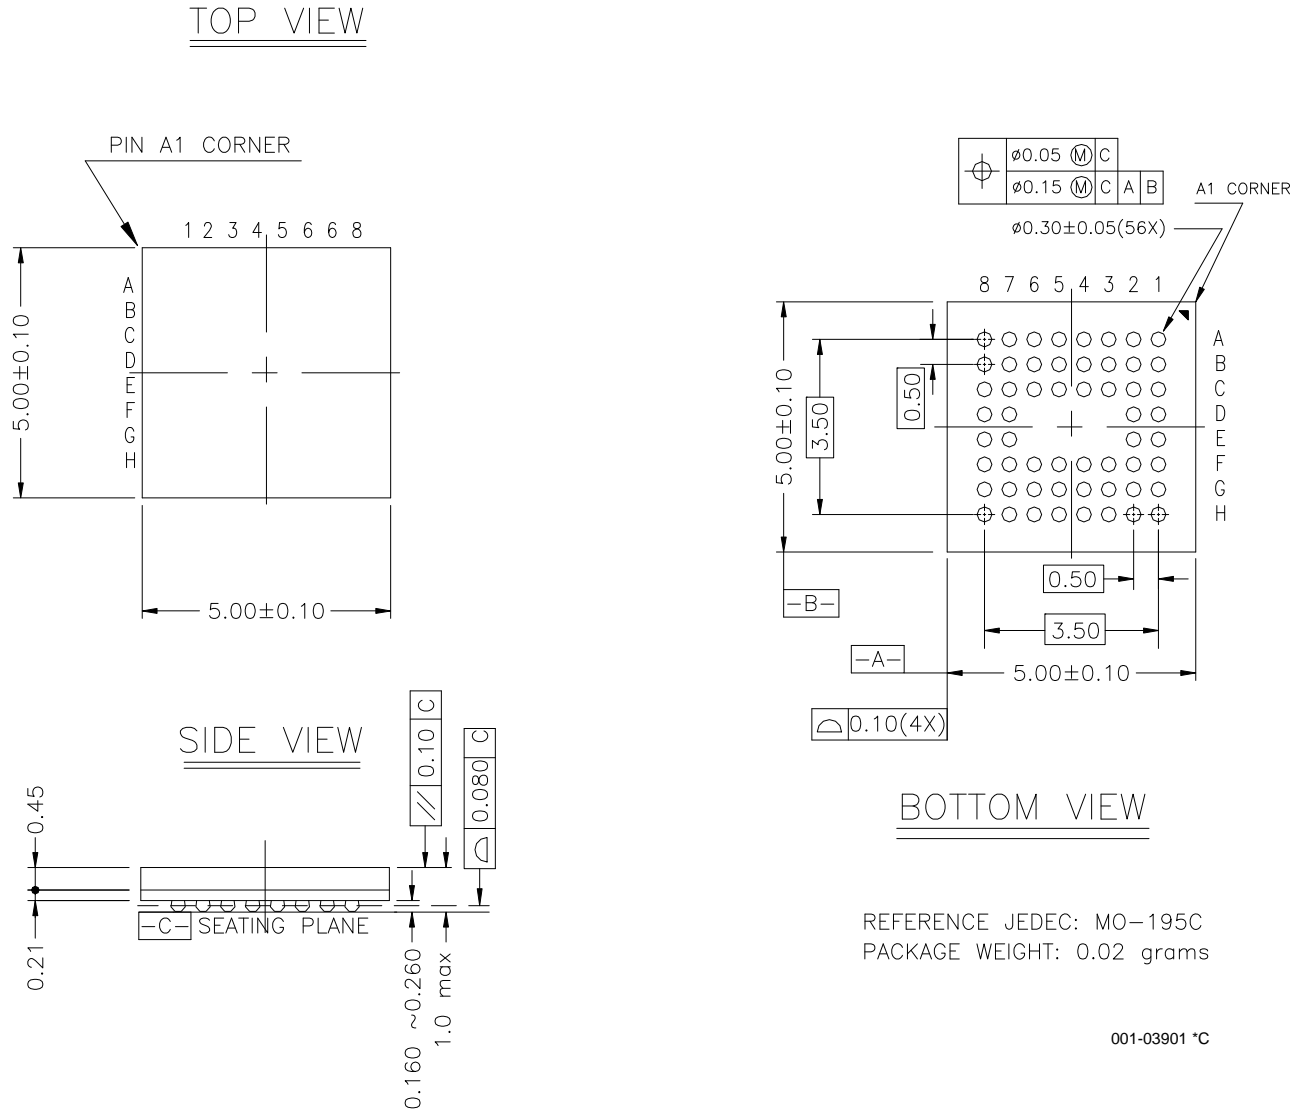 TOP VIEW
PIN A1 CORNER
1 2 3 4 5 6 6 8
A
B
C
D
E
F
G
H
5.00±0.10
5.00±0.10
ø0.05 Ⓜ C
ø0.15 Ⓜ C A B
A1 CORNER
ø0.30±0.05(56X)
8 7 6 5 4 3 2 1
A
B
C
D
E
F
G
H
5.00±0.10
3.50
0.50
0.50
-B-
3.50
-A-
5.00±0.10
0.10(4X)
SIDE VIEW
0.45
0.21
// 0.10 C
0.080 C
-C- SEATING PLANE
0.160 ~0.260
1.0 max
BOTTOM VIEW
REFERENCE JEDEC: MO-195C
PACKAGE WEIGHT: 0.02 grams
001-03901 *C